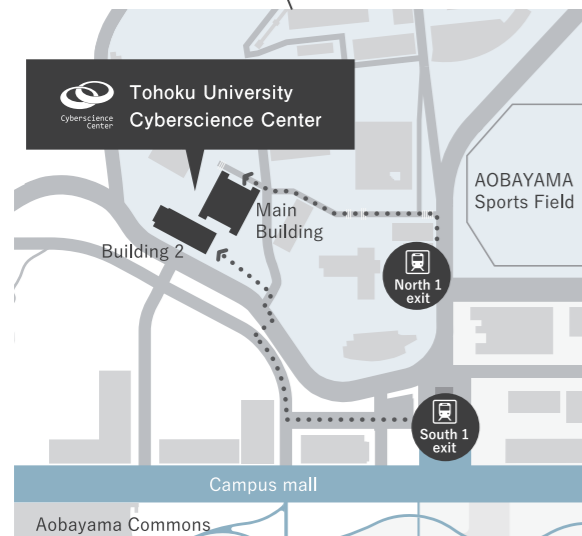 Tohoku University
Cyberscience Center
Cyberscience
Center
AOBAYAMA
Sports Field
Main
Building
Building 2
North 1
exit
South 1
exit
Campus mall
Aobayama Commons